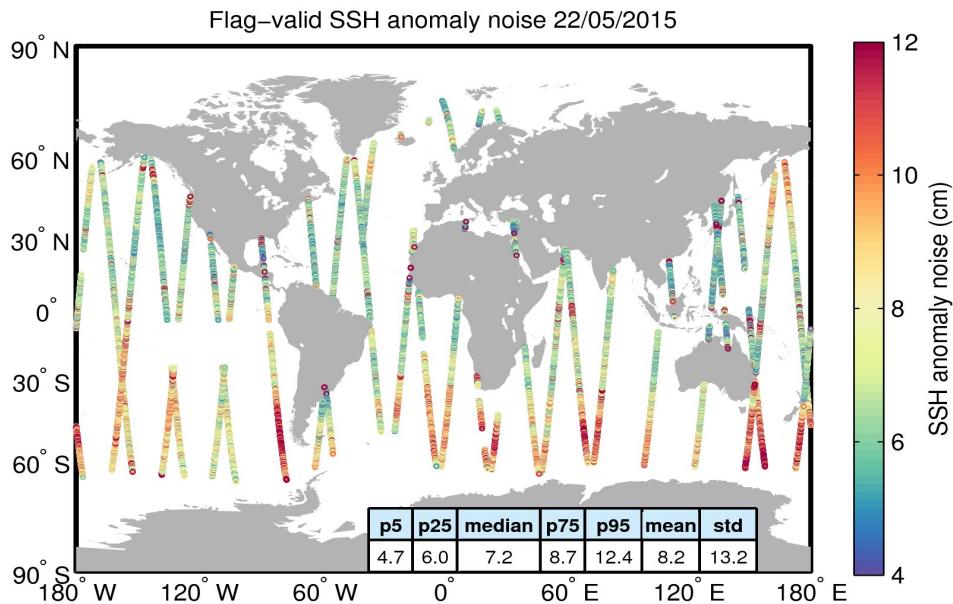 Flag−valid SSH anomaly noise 22/05/2015
90° N
60° N
30° N
0°
30° S
60° S
90° S
180° W 120° W 60° W 0° 60° E 120° E 180° E
p5 p25 median p75 p95 mean std
4.7 6.0 7.2 8.7 12.4 8.2 13.2
12
10
8
6
4
SSH anomaly noise (cm)